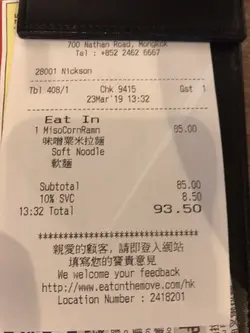 700 Nathan Road, Mongkok
Tel : +852 2462 6667
28001 Nickson
Tbl 408/1 Chk 9415 Gst 1
23Mar'19 13:32
Eat In
1 MisoCornRamn 85.00
味噌粟米拉麵
Soft Noodle
軟麵
Subtotal 85.00
10% SVC 8.50
13:32 Total 93.50
************************************
親愛的顧客，請即登入網站
填寫您的寶貴意見
We welcome your feedback
http://www.eatonthemove.com/hk
Location Number : 2418201